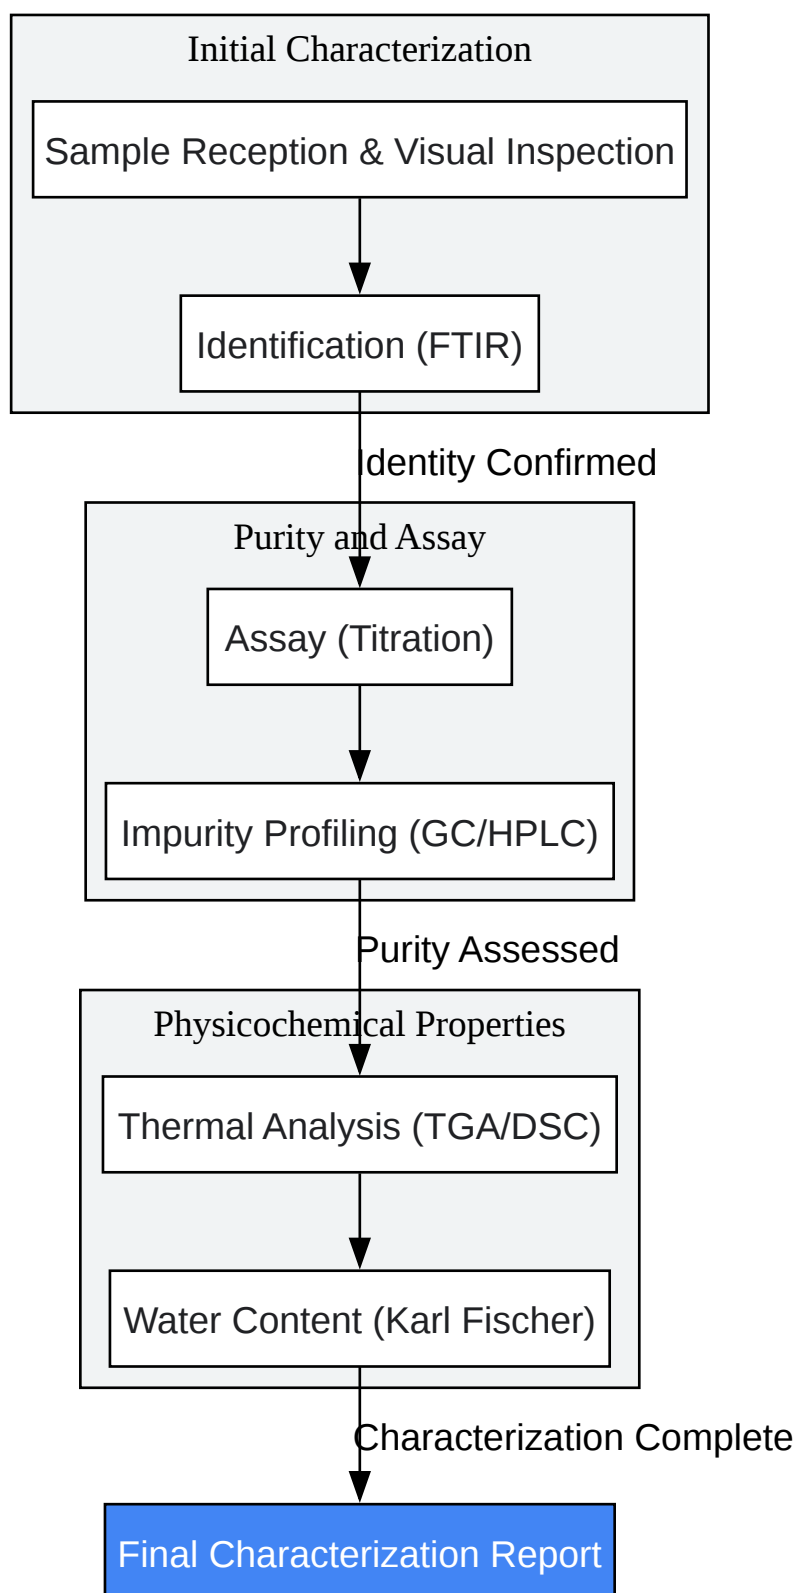 Initial Characterization
Sample Reception & Visual Inspection
Identification (FTIR)
Identity Confirmed
Purity and Assay
Assay (Titration)
Impurity Profiling (GC/HPLC)
Purity Assessed
Physicochemical Properties
Thermal Analysis (TGA/DSC)
Water Content (Karl Fischer)
Characterization Complete
Final Characterization Report